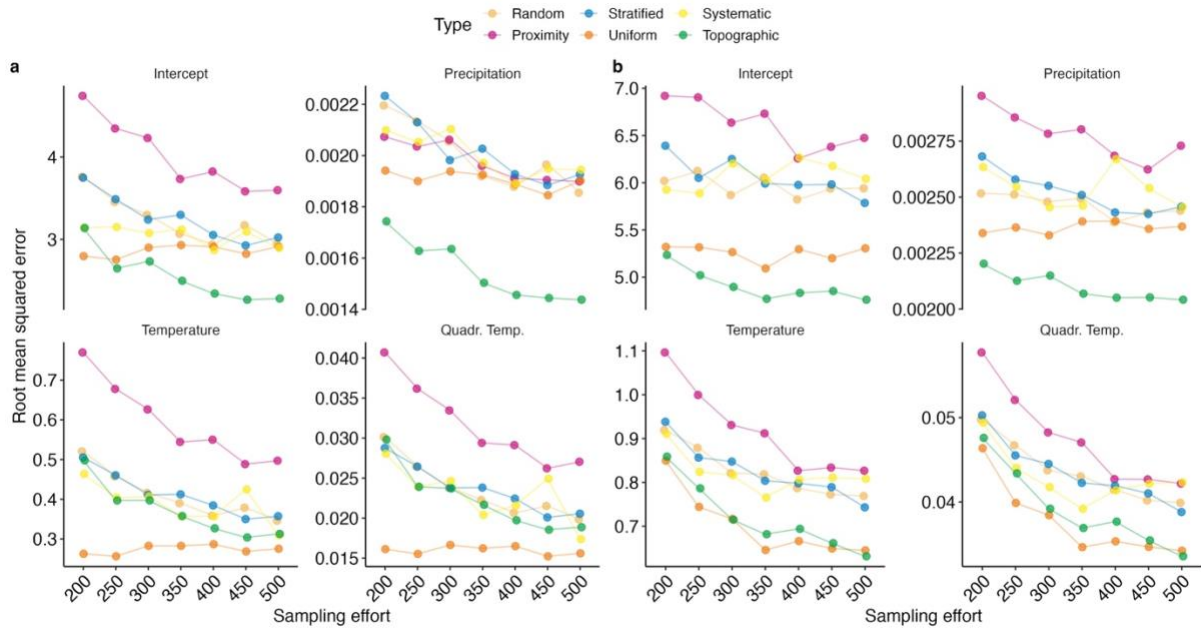 Type
Random
Stratified
Systematic
Proximity
Uniform
Topographic
a
Intercept
Precipitation
b
Intercept
Precipitation
Root mean squared error
4
3
0.0022
0.0020
0.0018
0.0016
0.0014
7.0
6.5
6.0
5.5
5.0
0.00275
0.00250
0.00225
0.00200
Temperature
Quadr. Temp.
Temperature
Quadr. Temp.
0.7
0.6
0.5
0.4
0.3
0.040
0.035
0.030
0.025
0.020
0.015
1.1
1.0
0.9
0.8
0.7
0.05
0.04
200 250 300 350 400 450 500
200 250 300 350 400 450 500
200 250 300 350 400 450 500
200 250 300 350 400 450 500
Sampling effort
Sampling effort